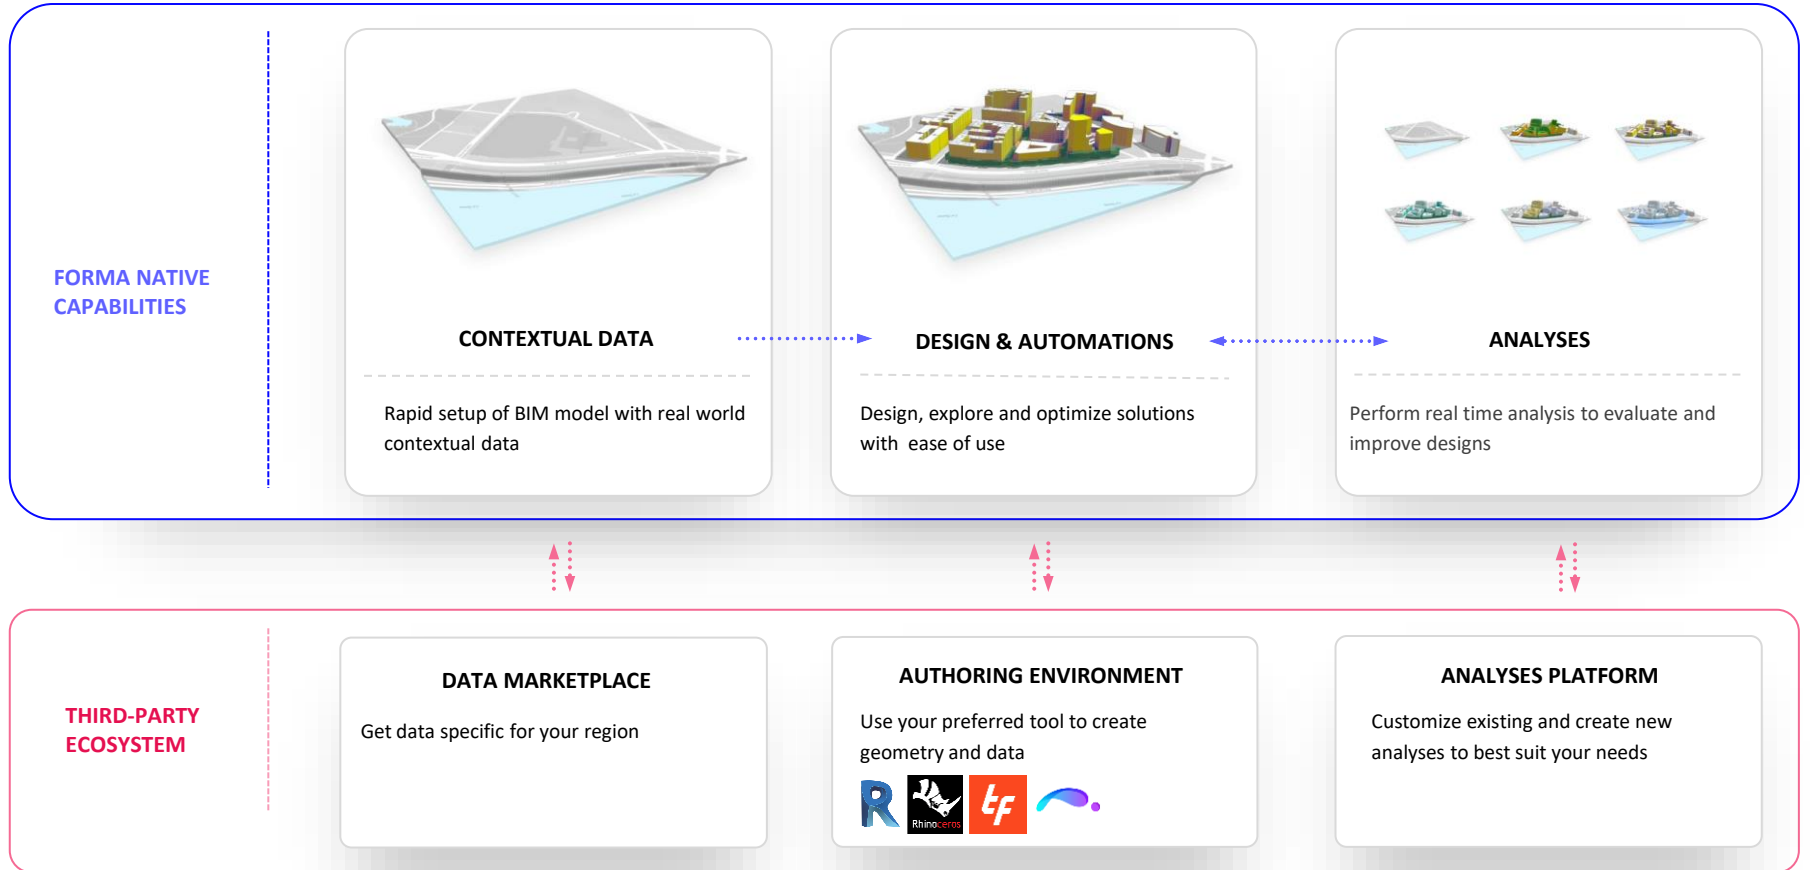 FORMA NATIVE
CAPABILITIES
CONTEXTUAL DATA
Rapid setup of BIM model with real world
contextual data
DESIGN & AUTOMATIONS
Design, explore and optimize solutions
with  ease of use
ANALYSES
Perform real time analysis to evaluate and
improve designs
THIRD-PARTY
ECOSYSTEM
DATA MARKETPLACE
Get data specific for your region
AUTHORING ENVIRONMENT
Use your preferred tool to create
geometry and data
R
Rhinoceros
tf
ANALYSES PLATFORM
Customize existing and create new
analyses to best suit your needs